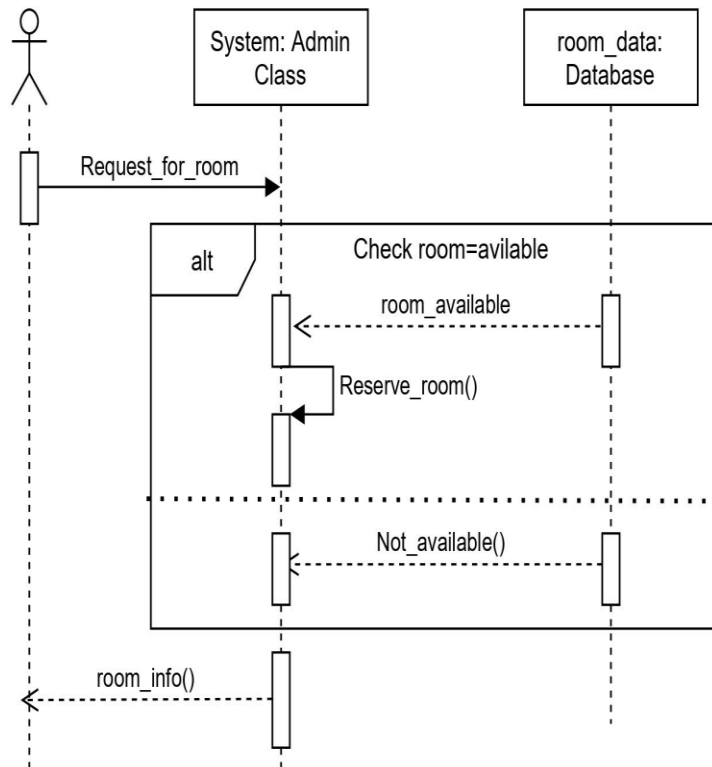 System: Admin
Class
room_data:
Database
Request_for_room
alt
Check room=avilable
room_available
Reserve_room()
Not_available()
room_info()